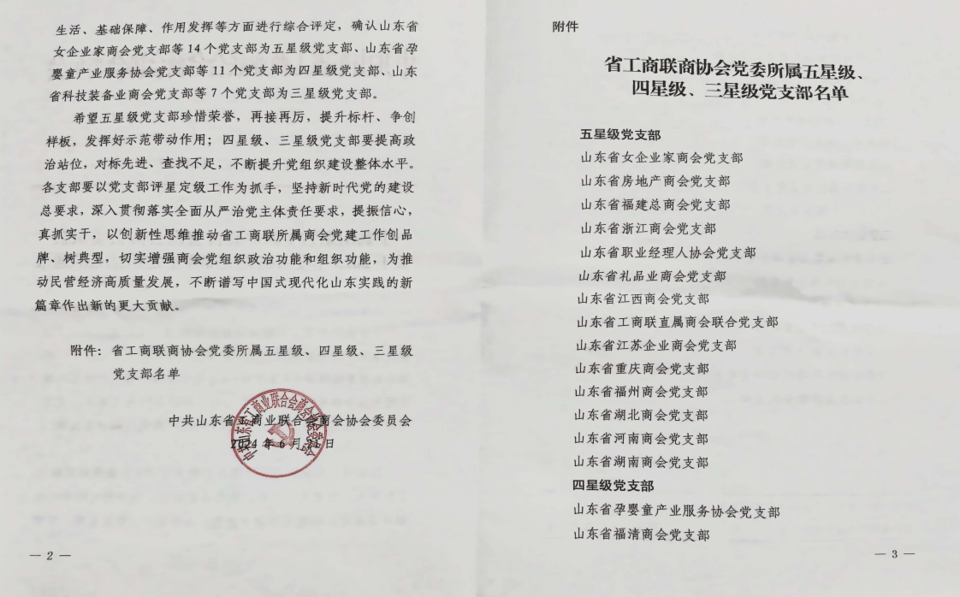 生活、基础保障、作用发挥等方面进行综合评定，确认山东省
女企业家商会党支部等14个党支部为五星级党支部、山东省孕
婴童产业服务协会党支部等11个党支部为四星级党支部、山东
省科技装备业商会党支部等7个党支部为三星级党支部。
希望五星级党支部珍惜荣誉，再接再厉，提升标杆、争创
样板，发挥好示范带动作用；四星级、三星级党支部要提高政
治站位，对标先进、查找不足，不断提升党组织建设整体水平。
各支部要以党支部评星定级工作为抓手，坚持新时代党的建设
总要求，深入贯彻落实全面从严治党主体责任要求，提振信心，
真抓实干，以创新性思维推动省工商联所属商会党建工作创品
牌、树典型，切实增强商会党组织政治功能和组织功能，为推
动民营经济高质量发展，不断谱写中国式现代化山东实践的新
篇章作出新的更大贡献。
附件：省工商联商协会党委所属五星级、四星级、三星级
党支部名单
中共山东省工商业联合会商会协会委员会
2024年6月21日
— 2 —
附件
省工商联商协会党委所属五星级、
四星级、三星级党支部名单
五星级党支部
山东省女企业家商会党支部
山东省房地产商会党支部
山东省福建总商会党支部
山东省浙江商会党支部
山东省职业经理人协会党支部
山东省礼品业商会党支部
山东省江西商会党支部
山东省工商联直属商会联合党支部
山东省江苏企业商会党支部
山东省重庆商会党支部
山东省福州商会党支部
山东省湖北商会党支部
山东省河南商会党支部
山东省湖南商会党支部
四星级党支部
山东省孕婴童产业服务协会党支部
山东省福清商会党支部
— 3 —